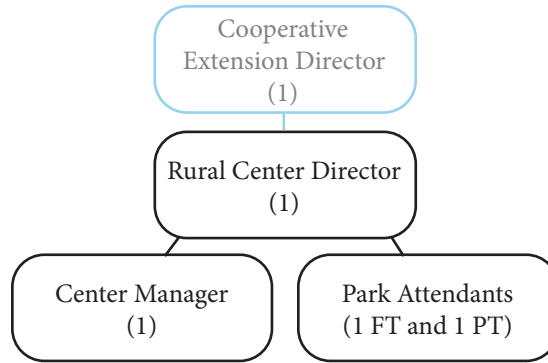 Cooperative
Extension Director
(1)
Rural Center Director
(1)
Center Manager
(1)
Park Attendants
(1 FT and 1 PT)